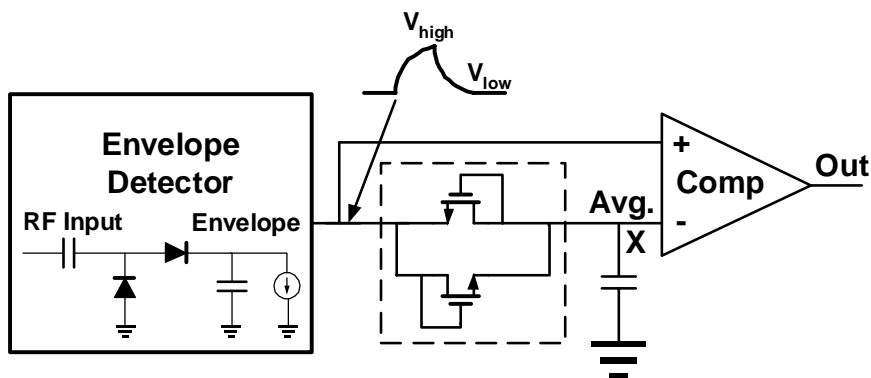 V_high
V_low
Envelope
Detector
RF Input
Envelope
+
Comp
Out
Avg.
-
X